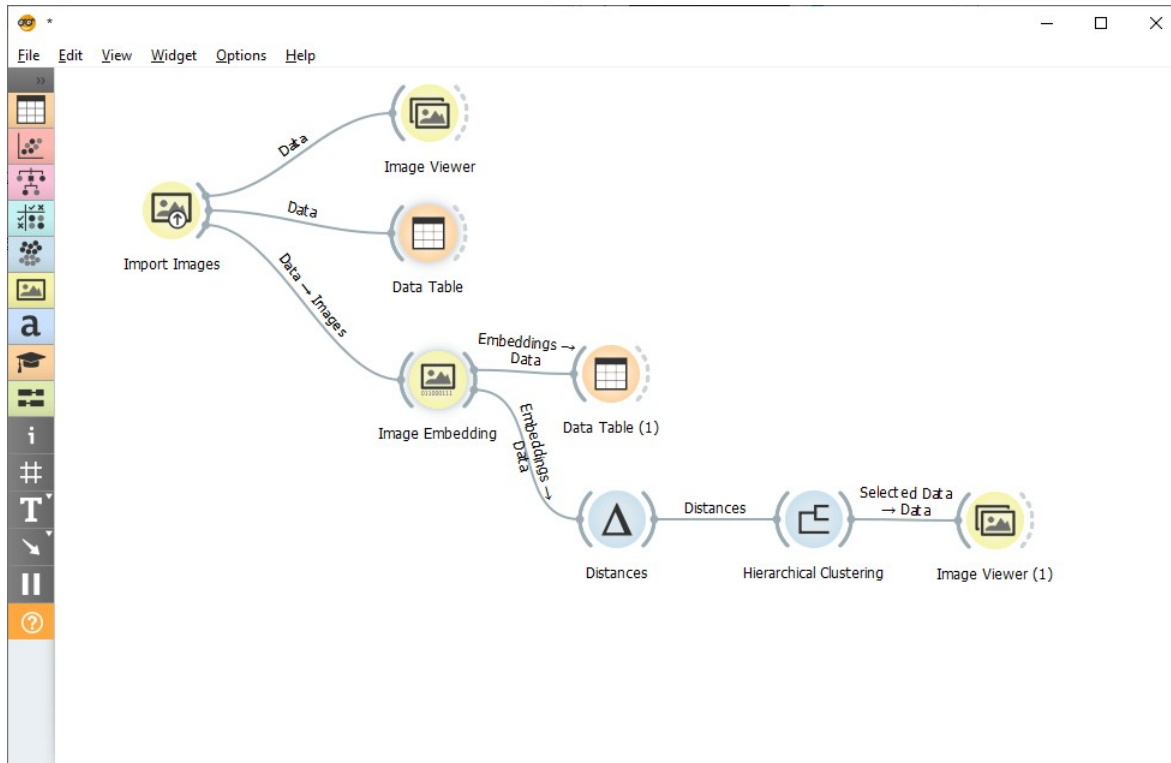 *
File Edit View Widget Options Help
»
Data
Image Viewer
Data
Import Images
Data Table
Data → Images
Embeddings →
Data
011000111
Image Embedding
Data Table (1)
Embeddings →
Data
a
i
T
Distances
Selected Data
→ Data
Distances
Hierarchical Clustering
Image Viewer (1)
?